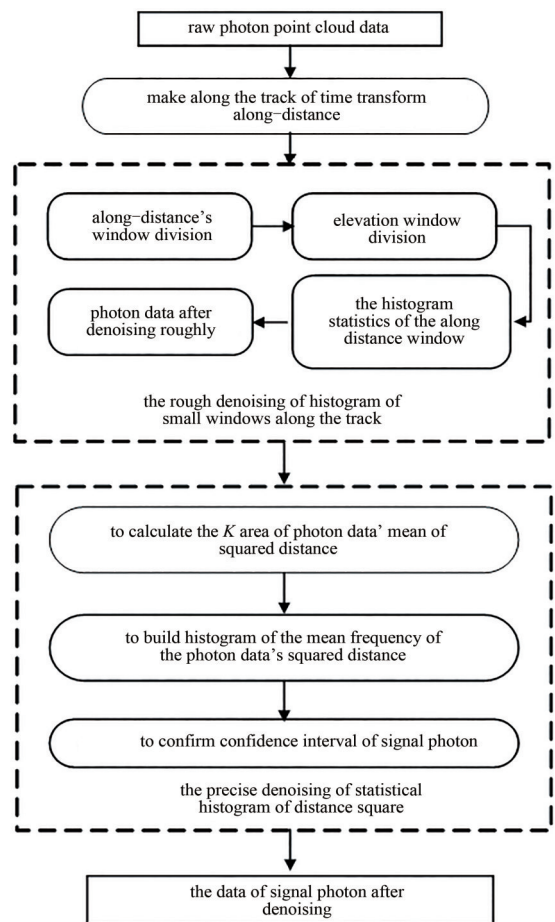 raw photon point cloud data
make along the track of time transform
along-distance
along-distance's
window division
elevation window
division
photon data after
denoising roughly
the histogram
statistics of the along
distance window
the rough denoising of histogram of
small windows along the track
to calculate the K area of photon data' mean of
squared distance
to build histogram of the mean frequency of
the photon data's squared distance
to confirm confidence interval of signal photon
the precise denoising of statistical
histogram of distance square
the data of signal photon after
denoising